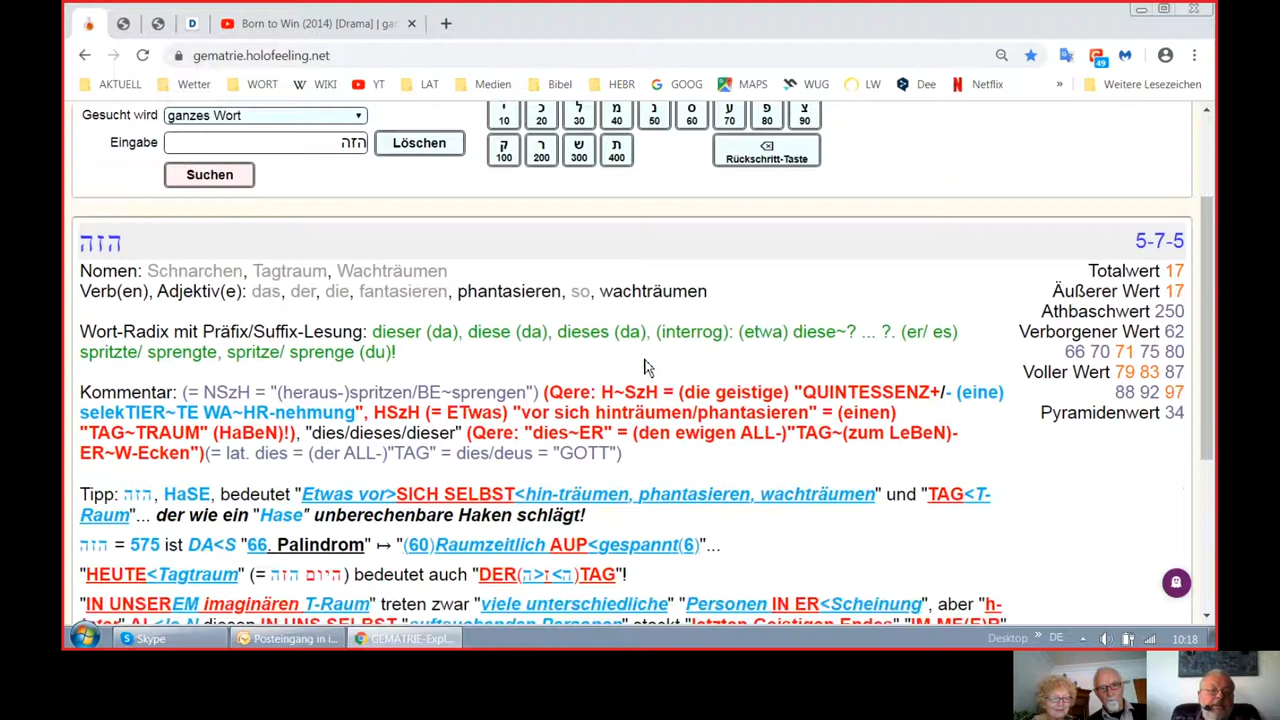 Born to Win (2014) [Drama] | gan
gematrie.holofeeling.net
AKTUELL Wetter WORT WIKI YT LAT Medien Bibel HEBR GOOG MAPS WUG LW Dee Netflix » Weitere Lesezeichen
Gesucht wird ganzes Wort
י כ ל מ נ ס ע פ צ
10 20 30 40 50 60 70 80 90
Eingabe הזה Löschen
ק ר ש ת
100 200 300 400 Rückschritt-Taste
Suchen
הזה 5-7-5
Nomen: Schnarchen, Tagtraum, Wachträumen
Verb(en), Adjektiv(e): das, der, die, fantasieren, phantasieren, so, wachträumen
Totalwert 17
Äußerer Wert 17
Athbaschwert 250
Verborgener Wert 62
66 70 71 75 80
Voller Wert 79 83 87
88 92 97
Pyramidenwert 34
Wort-Radix mit Präfix/Suffix-Lesung: dieser (da), diese (da), dieses (da), (interrog): (etwa) diese~? ... ?. (er/ es)
spritzte/ sprengte, spritze/ sprenge (du)!
Kommentar: (= NSzH = "(heraus-)spritzen/BE~sprengen") (Qere: H~SzH = (die geistige) "QUINTESSENZ+/- (eine)
selekTIER~TE WA~HR-nehmung", HSzH (= ETwas) "vor sich hinträumen/phantasieren" = (einen)
"TAG~TRAUM" (HaBeN)!), "dies/dieses/dieser" (Qere: "dies~ER" = (den ewigen ALL-)"TAG~(zum LeBeN)-
ER~W-Ecken")(= lat. dies = (der ALL-)"TAG" = dies/deus = "GOTT")
Tipp: הזה, HaSE, bedeutet "Etwas vor>SICH SELBST<hin-träumen, phantasieren, wachträumen" und "TAG<T-
Raum"... der wie ein "Hase" unberechenbare Haken schlägt!
הזה = 575 ist DA<S "66. Palindrom" ↦ "(60)Raumzeitlich AUP<gespannt(6)"...
"HEUTE<Tagtraum" (= היום הזה) bedeutet auch "DER(ה<ז>ה)TAG"!
"IN UNSEREM imaginären T-Raum" treten zwar "viele unterschiedliche" "Personen IN ER<Scheinung", aber "h-
Skype Posteingang in i... GEMATRIE-Expl... Desktop » DE 10:18
49